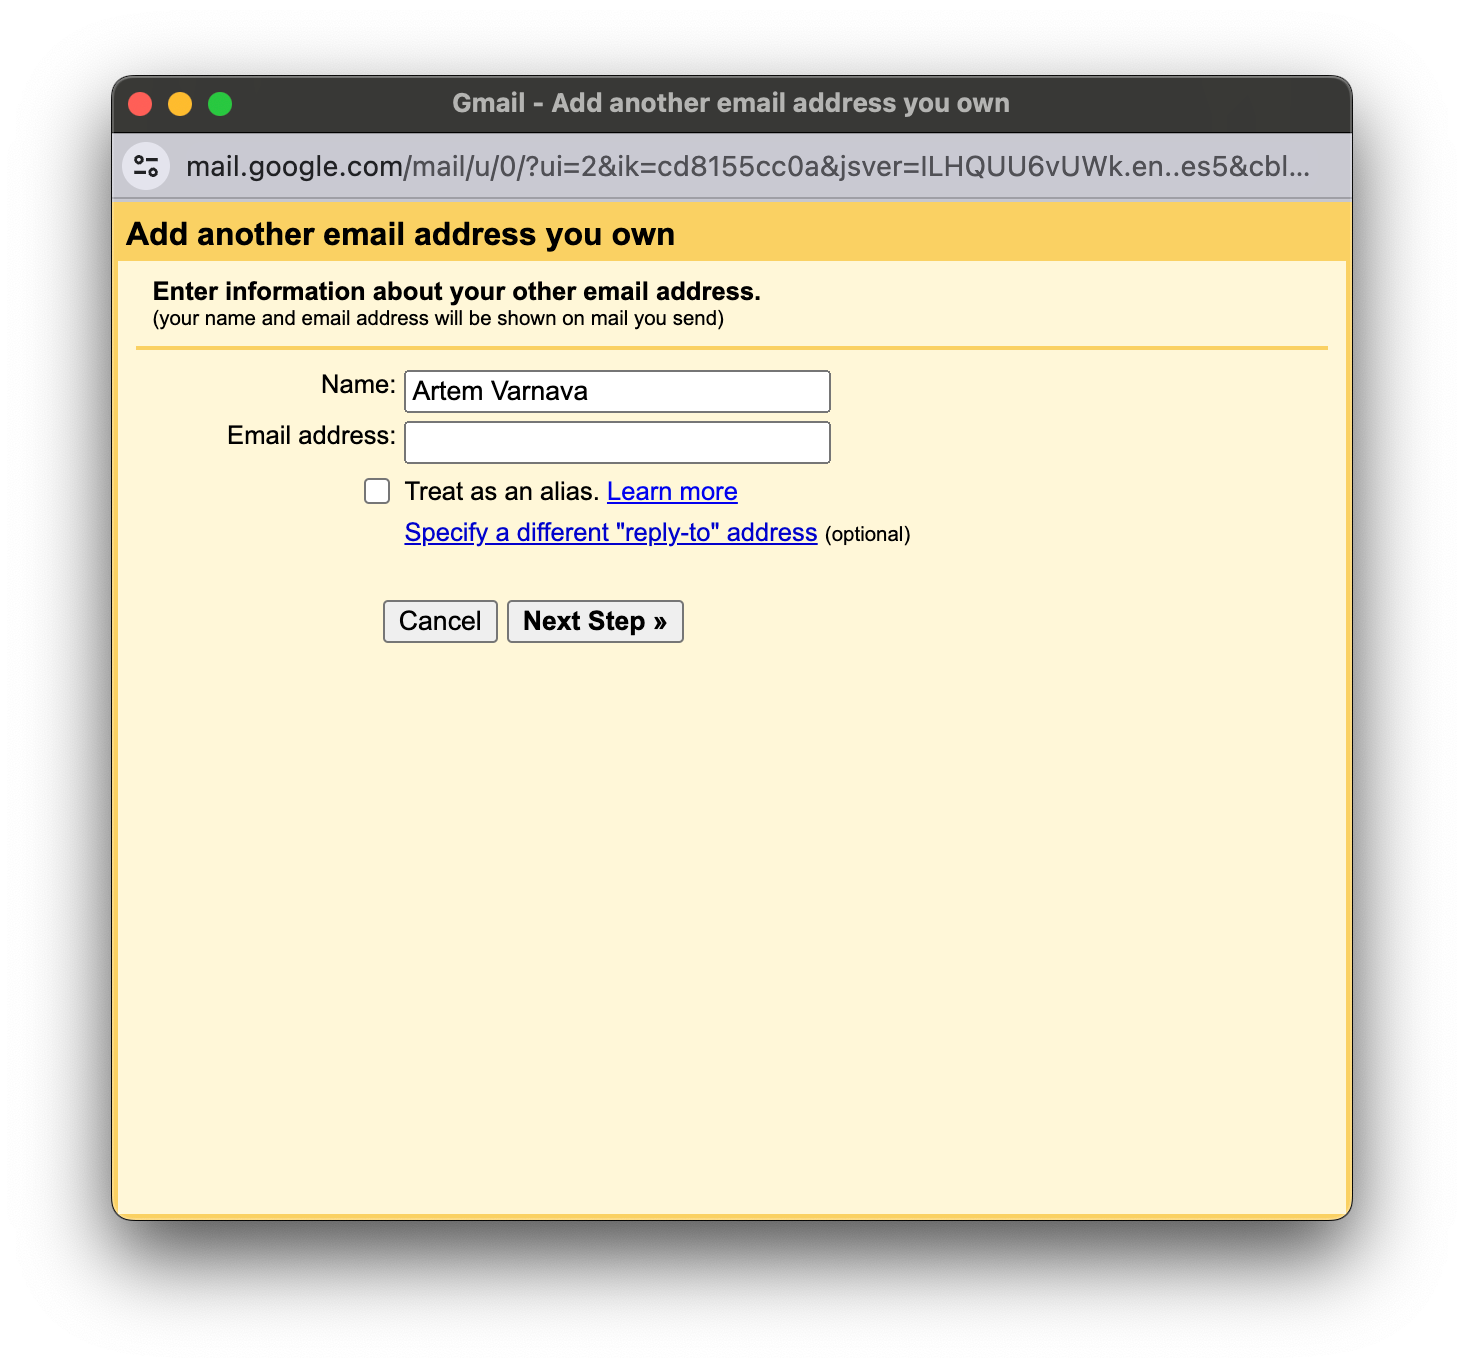 Gmail - Add another email address you own
mail.google.com/mail/u/0/?ui=2&ik=cd8155cc0a&jsver=ILHQUU6vUWk.en..es5&cbl...
Add another email address you own
Enter information about your other email address.
(your name and email address will be shown on mail you send)
Name: Artem Varnava
Email address:
Treat as an alias. Learn more
Specify a different "reply-to" address (optional)
Cancel Next Step »